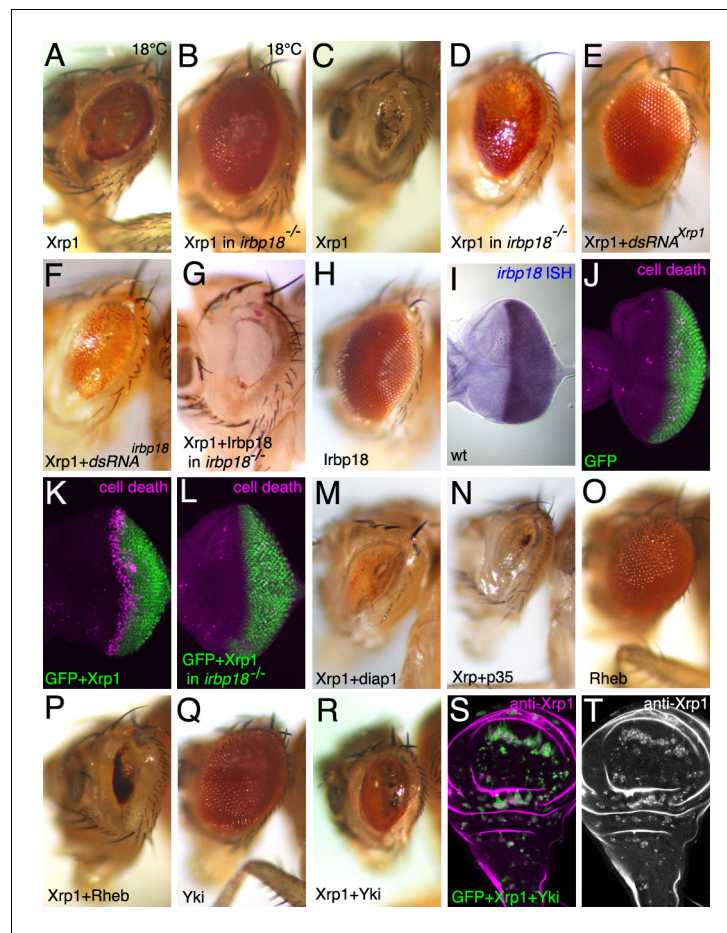 A
18°C
Xrp1
B
18°C
Xrp1 in irbp18-/-
C
Xrp1
D
Xrp1 in irbp18-/-
E
Xrp1+dsRNAXrp1
F
Xrp1+dsRNAirbp18
G
Xrp1+Irbp18
in irbp18-/-
H
Irbp18
I
irbp18 ISH
wt
J
cell death
GFP
K
cell death
GFP+Xrp1
L
cell death
GFP+Xrp1
in irbp18-/-
M
Xrp1+diap1
N
Xrp+p35
O
Rheb
P
Xrp1+Rheb
Q
Yki
R
Xrp1+Yki
S
anti-Xrp1
GFP+Xrp1+Yki
T
anti-Xrp1